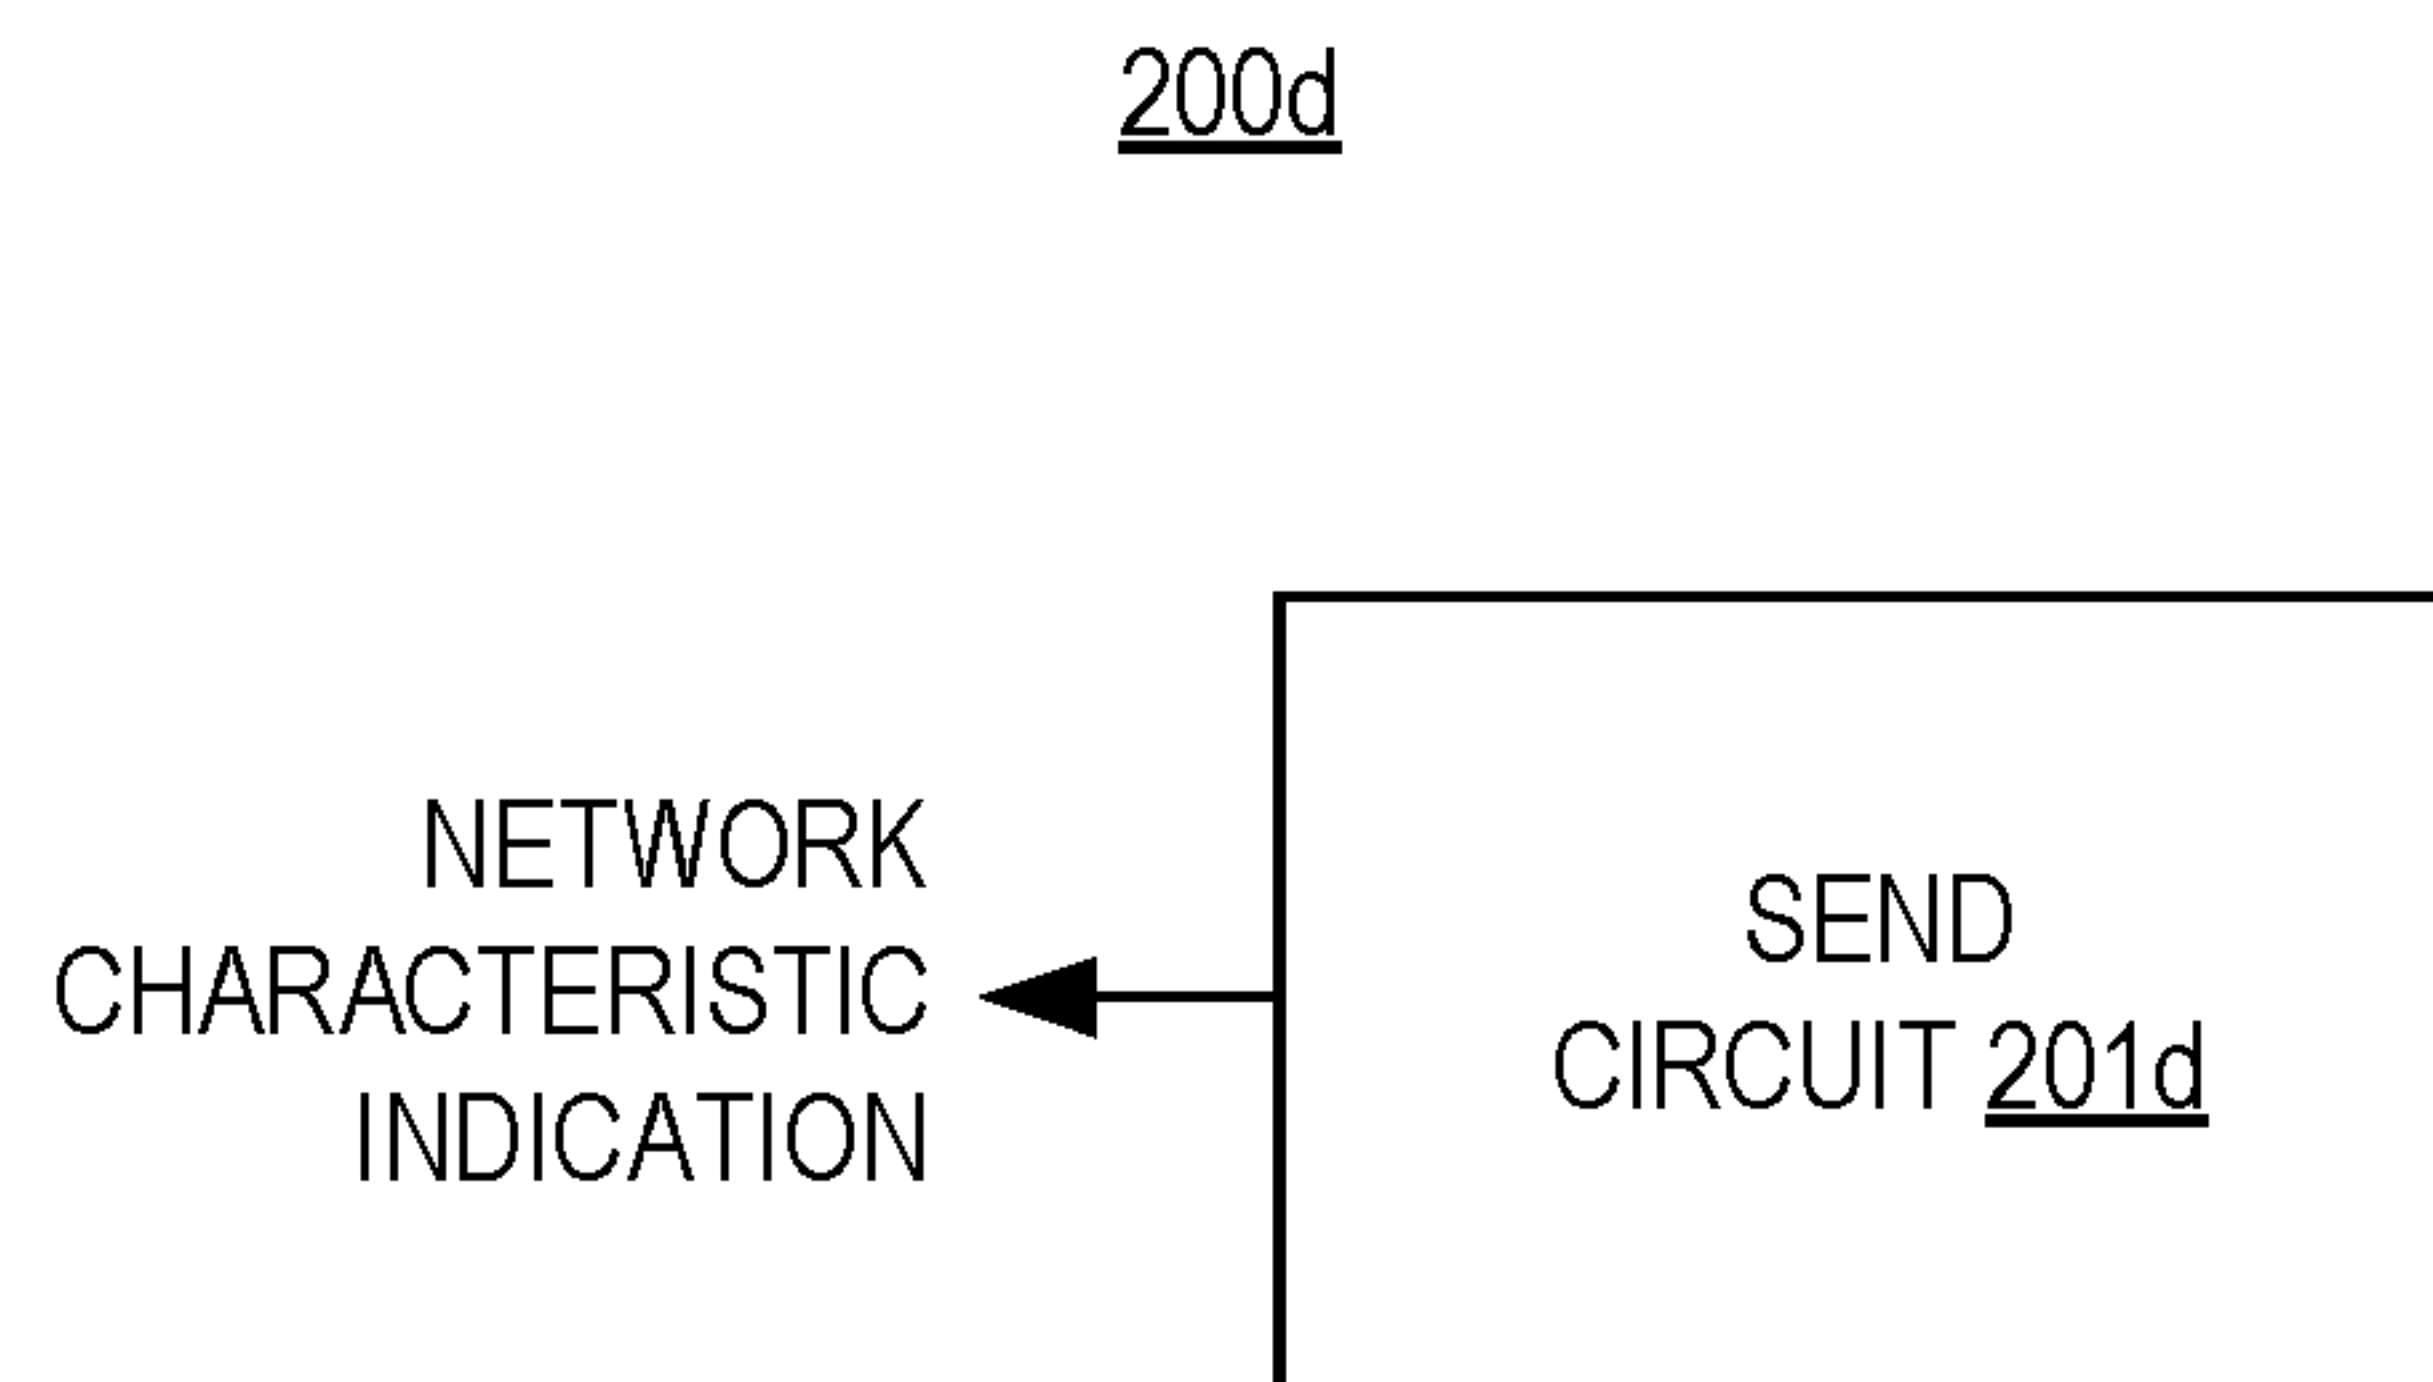 200d
NETWORK
CHARACTERISTIC
INDICATION
SEND
CIRCUIT 201d